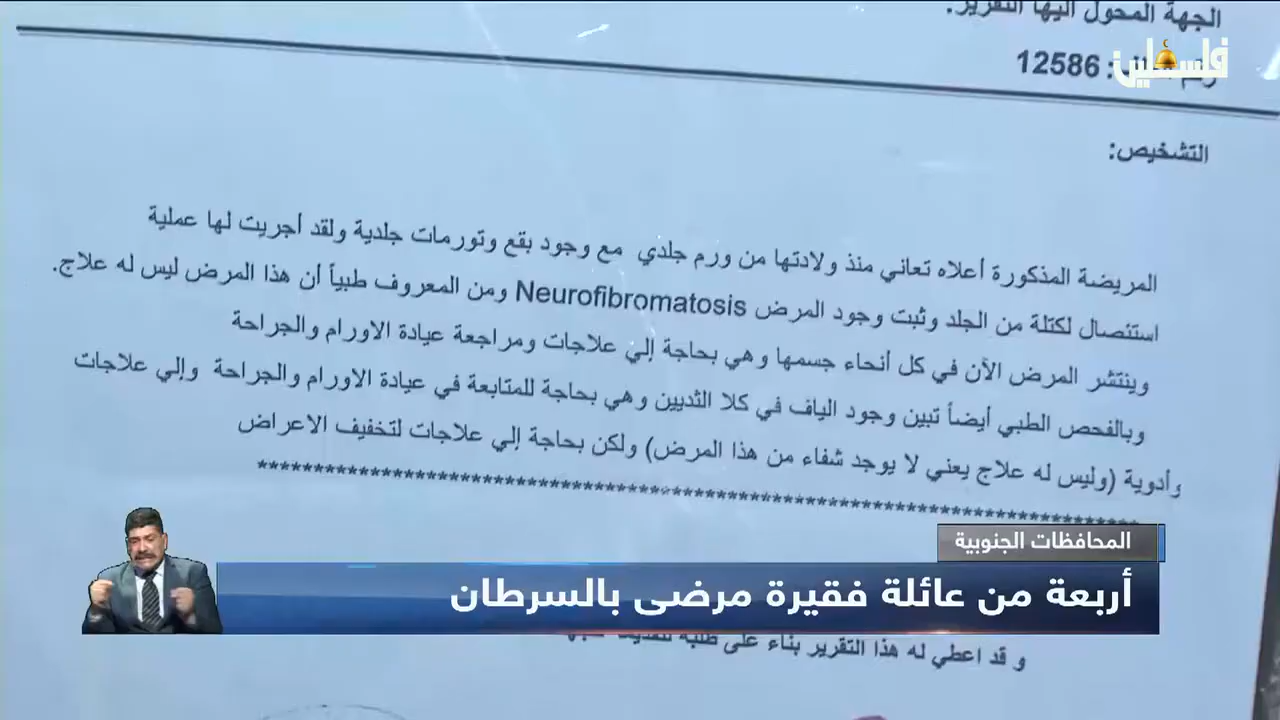 الجهة المحول اليها التقرير:
فلسطين
12586 :
التشخيص:
المريضة المذكورة أعلاه تعاني منذ ولادتها من ورم جلدي مع وجود بقع وتورمات جلدية ولقد أجريت لها عملية
استئصال لكتلة من الجلد وثبت وجود المرض Neurofibromatosis ومن المعروف طبياً أن هذا المرض ليس له علاج.
وينتشر المرض الآن في كل أنحاء جسمها وهي بحاجة إلي علاجات ومراجعة عيادة الاورام والجراحة
وبالفحص الطبي أيضاً تبين وجود الياف في كلا الثديين وهي بحاجة للمتابعة في عيادة الاورام والجراحة وإلي علاجات
وأدوية (وليس له علاج يعني لا يوجد شفاء من هذا المرض) ولكن بحاجة إلي علاجات لتخفيف الاعراض
المحافظات الجنوبية
أربعة من عائلة فقيرة مرضى بالسرطان
و قد اعطي له هذا التقرير بناء على طلبه